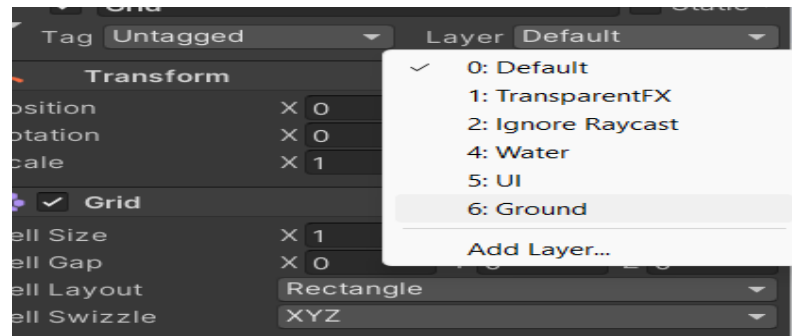 Grid Static
Tag Untagged Layer Default
0: Default
1: TransparentFX
2: Ignore Raycast
4: Water
5: UI
6: Ground
Add Layer...
Transform
osition X 0
otation X 0
cale X 1
Grid
ell Size X 1
ell Gap X 0
ell Layout Rectangle
ell Swizzle XYZ